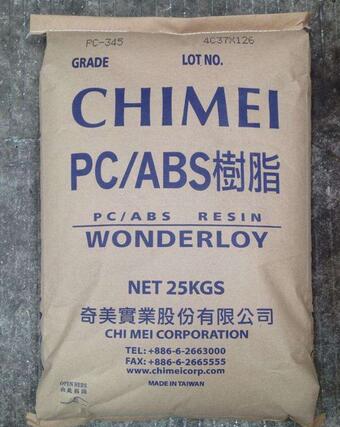 PC-345 4C37X126
GRADE LOT NO.
CHIMEI
PC/ABS樹脂
PC/ABS RESIN
WONDERLOY
NET 25KGS
奇美實業股份有限公司
CHI MEI CORPORATION
TEL: +886-6-2663000
FAX: +886-6-2665555
www.chimeicorp.com
MADE IN TAIWAN
OPEN HERE